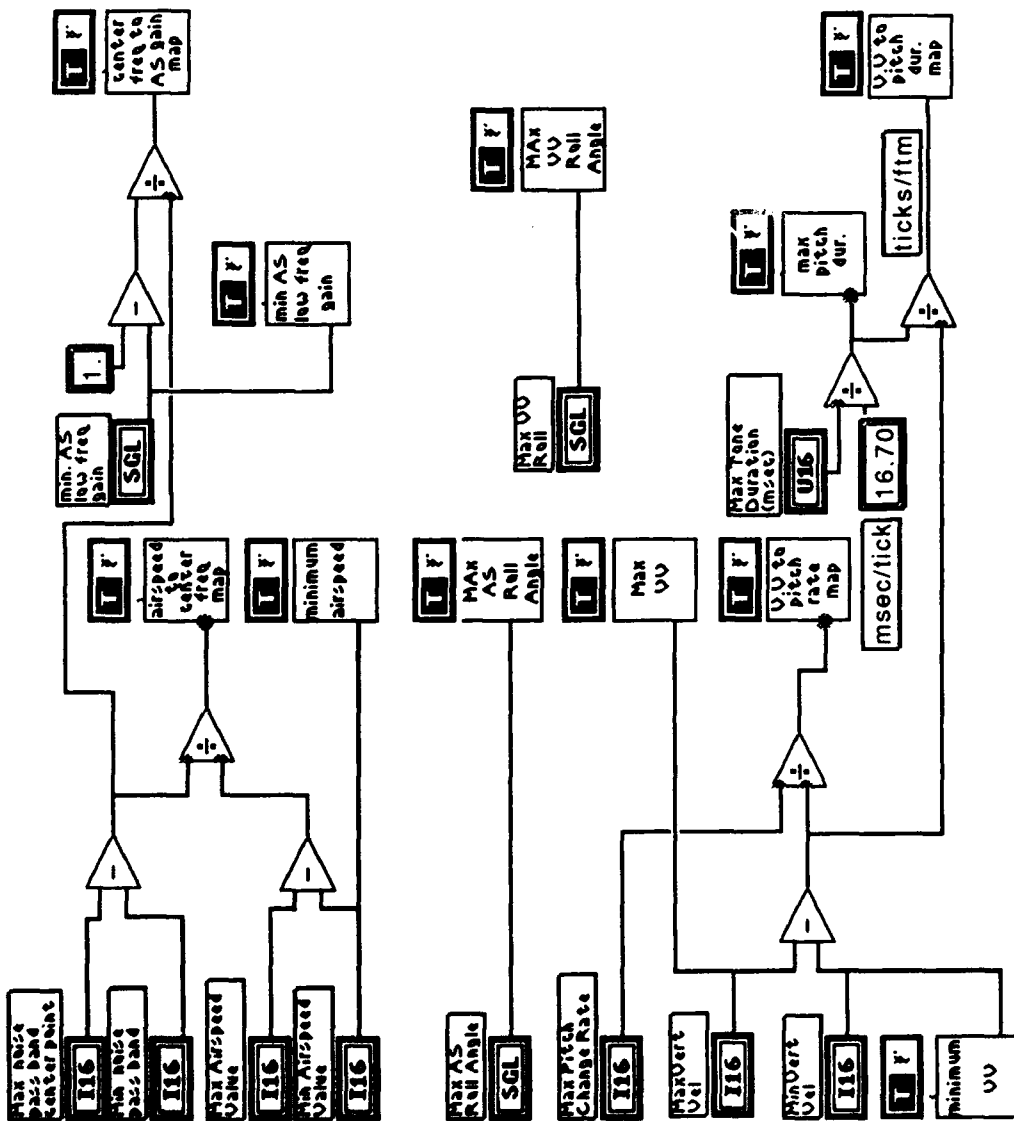 Max noise
pass band
center point
I16
Min noise
pass band
I16
Max Airspeed
Value
I16
Min Airspeed
Value
I16
Max AS
Roll Angle
SGL
Max Pitch
Change Rate
I16
MaxVert
Vel
I16
MinVert
Vel
I16
minimum
VV
airspeed
to
center
freq
map
minimum
airspeed
MAx
AS
Roll
Angle
Max
VV
V.V to
pitch
rate
map
msec/tick
min. AS
low freq
gain
SGL
1.
min AS
low freq
gain
center
freq to
AS gain
map
Max VV
Roll
SGL
MAx
VV
Roll
Angle
Max Tone
Duration
(msec)
U16
16.70
max
pitch
dur.
ticks/ftm
V.V to
pitch
dur.
map